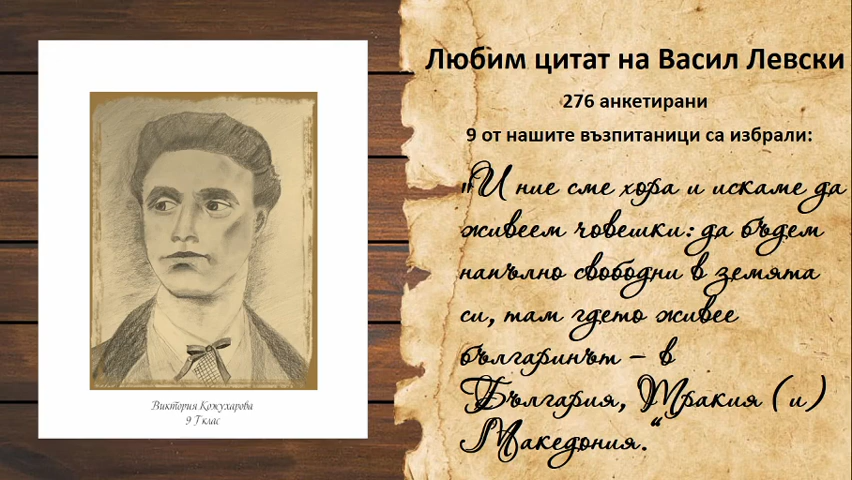 Любим цитат на Васил Левски
276 анкетирани
9 от нашите възпитаници са избрали:
"И ние сме хора и искаме да
живеем човешки: да бъдем
напълно свободни в земята
си, там гдето живее
българинът – в
България, Тракия (и)
Македония."
Виктория Кожухарова
9 Г клас